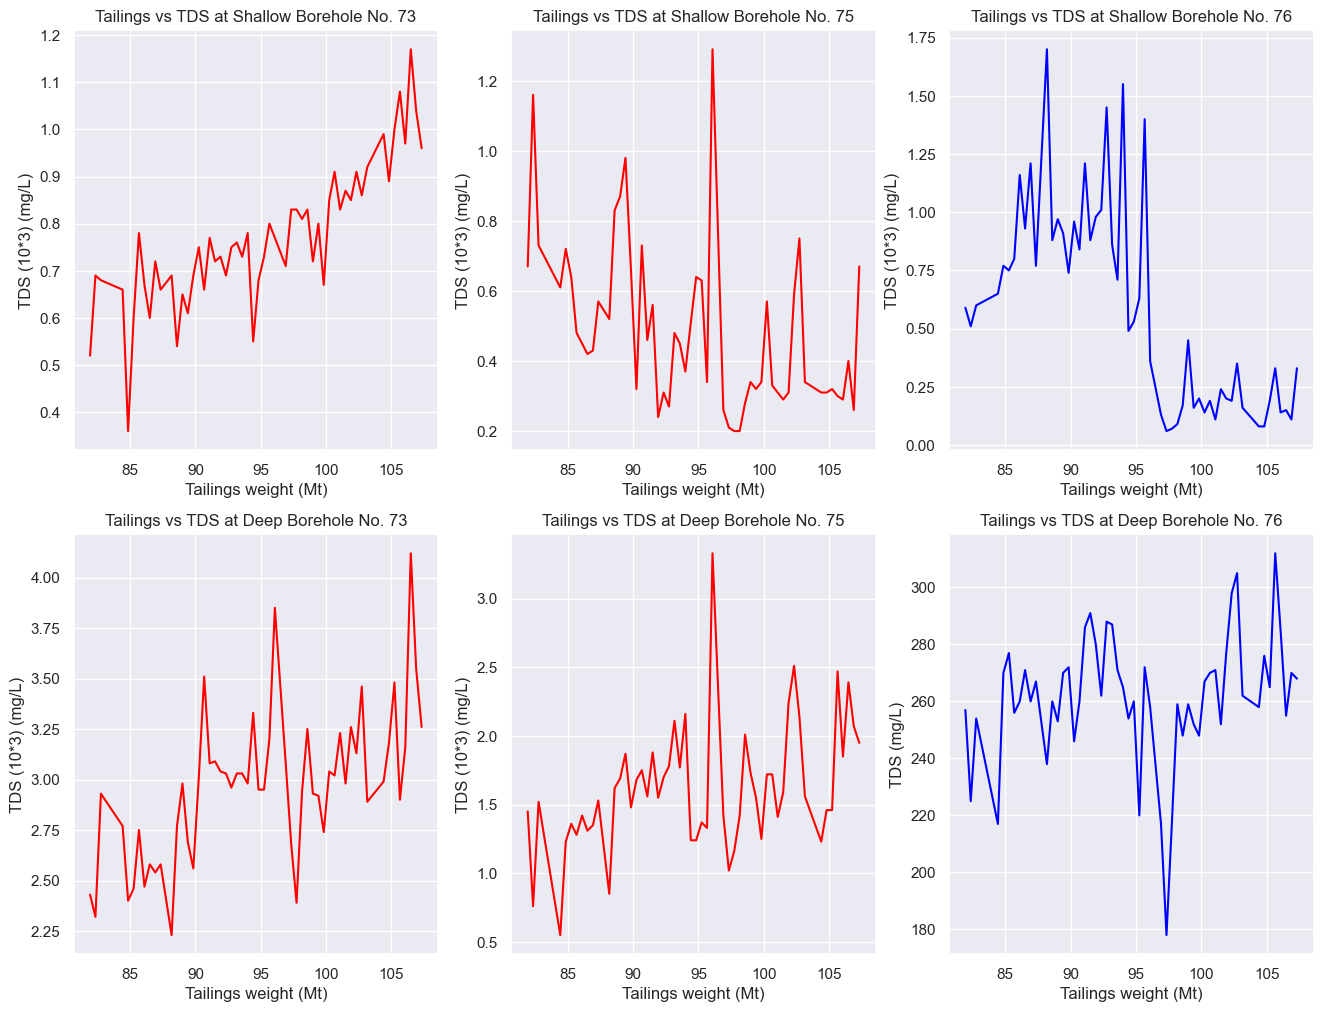 Tailings vs TDS at Shallow Borehole No. 73
TDS (10*3) (mg/L)
1.2
1.1
1.0
0.9
0.8
0.7
0.6
0.5
0.4
85 90 95 100 105
Tailings weight (Mt)
Tailings vs TDS at Shallow Borehole No. 75
TDS (10*3) (mg/L)
1.2
1.0
0.8
0.6
0.4
0.2
85 90 95 100 105
Tailings weight (Mt)
Tailings vs TDS at Shallow Borehole No. 76
TDS (10*3) (mg/L)
1.75
1.50
1.25
1.00
0.75
0.50
0.25
0.00
85 90 95 100 105
Tailings weight (Mt)
Tailings vs TDS at Deep Borehole No. 73
TDS (10*3) (mg/L)
4.00
3.75
3.50
3.25
3.00
2.75
2.50
2.25
85 90 95 100 105
Tailings weight (Mt)
Tailings vs TDS at Deep Borehole No. 75
TDS (10*3) (mg/L)
3.0
2.5
2.0
1.5
1.0
0.5
85 90 95 100 105
Tailings weight (Mt)
Tailings vs TDS at Deep Borehole No. 76
TDS (mg/L)
300
280
260
240
220
200
180
85 90 95 100 105
Tailings weight (Mt)